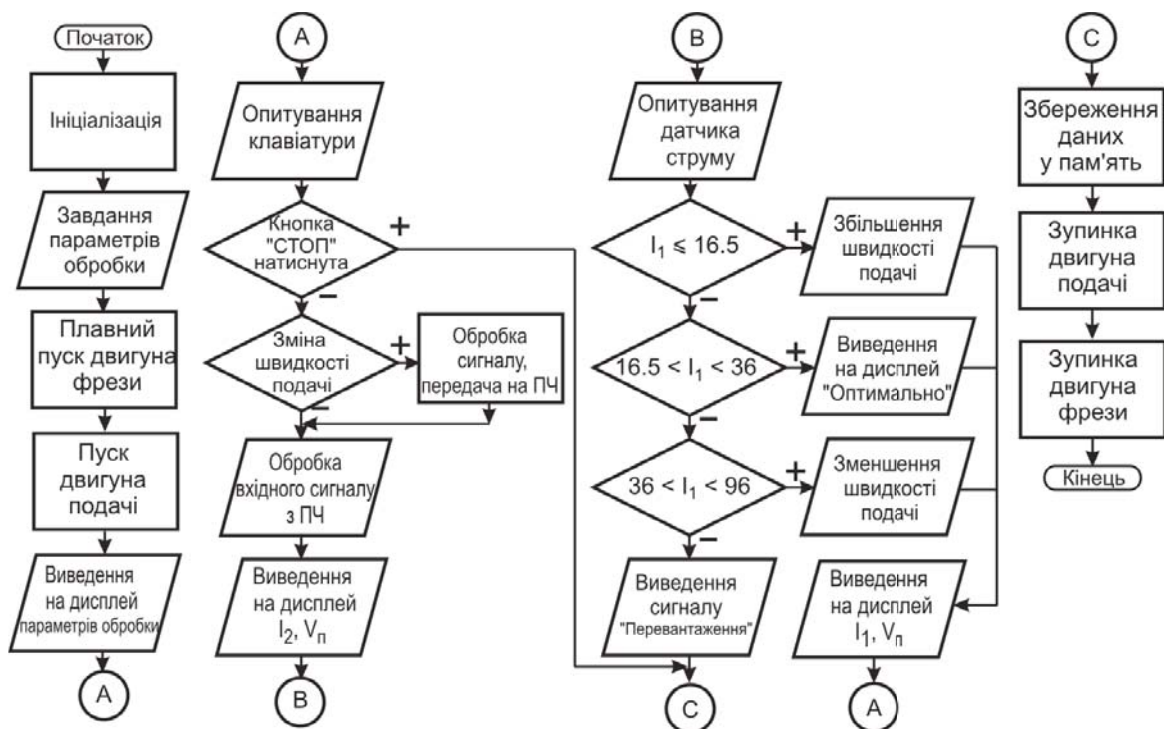 Початок
Ініціалізація
Завдання
параметрів
обробки
Плавний
пуск двигуна
фрези
Пуск
двигуна
подачі
Виведення
на дисплей
параметрів обробки
A
A
Опитування
клавіатури
Кнопка
"СТОП"
натиснута
+
−
Зміна
швидкості
подачі
+
−
Обробка
сигналу,
передача на ПЧ
Обробка
вхідного сигналу
з ПЧ
Виведення
на дисплей
I₂, Vп
B
B
Опитування
датчика
струму
I₁ ⩽ 16.5
+
−
Збільшення
швидкості
подачі
16.5 < I₁ < 36
+
−
Виведення
на дисплей
"Оптимально"
36 < I₁ < 96
+
−
Зменшення
швидкості
подачі
Виведення
сигналу
"Перевантаження"
C
Виведення
на дисплей
I₁, Vп
A
C
Збереження
даних
у пам'ять
Зупинка
двигуна
подачі
Зупинка
двигуна
фрези
Кінець